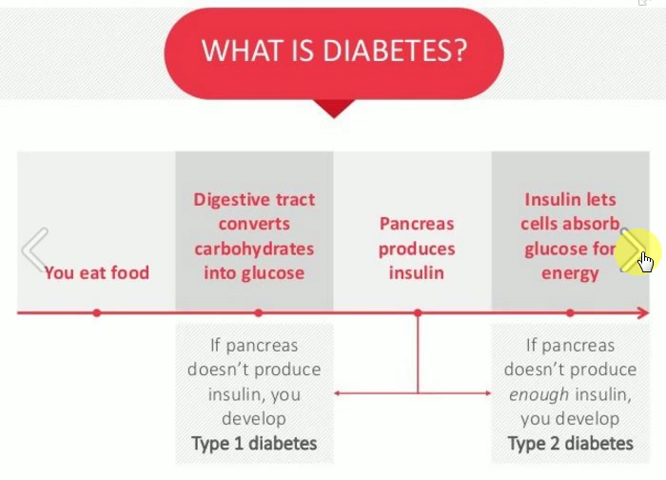 WHAT IS DIABETES?
You eat food
Digestive tract
converts
carbohydrates
into glucose
Pancreas
produces
insulin
Insulin lets
cells absorb
glucose for
energy
If pancreas
doesn't produce
insulin, you
develop
Type 1 diabetes
If pancreas
doesn't produce
enough insulin,
you develop
Type 2 diabetes